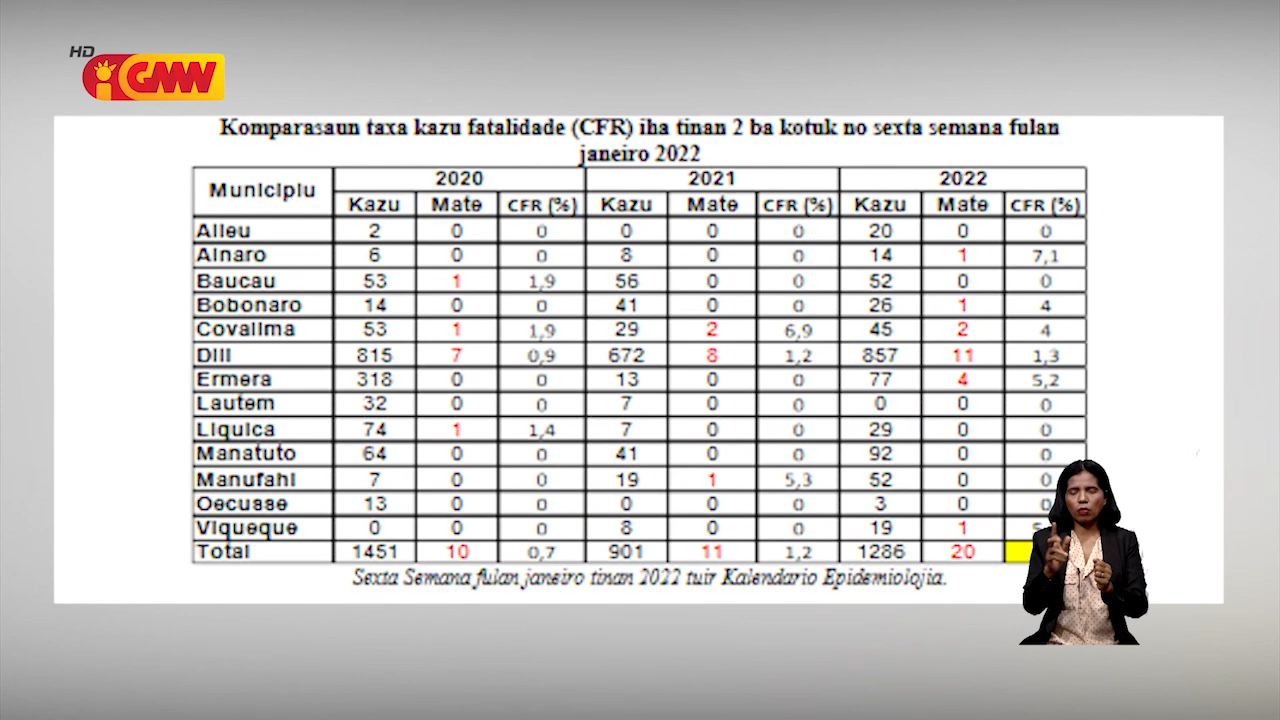 HD
GMW
Komparasaun taxa kazu fatalidade (CFR) iha tinan 2 ba kotuk no sexta semana fulan
janeiro 2022
Municipiu 2020 2021 2022
Kazu Mate CFR (%) Kazu Mate CFR (%) Kazu Mate CFR (%)
Aileu 2 0 0 0 0 0 20 0 0
Ainaro 6 0 0 8 0 0 14 1 7,1
Baucau 53 1 1,9 56 0 0 52 0 0
Bobonaro 14 0 0 41 0 0 26 1 4
Covalima 53 1 1,9 29 2 6,9 45 2 4
Dili 815 7 0,9 672 8 1,2 857 11 1,3
Ermera 318 0 0 13 0 0 77 4 5,2
Lautem 32 0 0 7 0 0 0 0 0
Liquica 74 1 1,4 7 0 0 29 0 0
Manatuto 64 0 0 41 0 0 92 0 0
Manufahi 7 0 0 19 1 5,3 52 0 0
Oecusse 13 0 0 0 0 0 3 0 0
Viqueque 0 0 0 8 0 0 19 1
Total 1451 10 0,7 901 11 1,2 1286 20
Sexta Semana fulan janeiro tinan 2022 tuir Kalendario Epidemiolojia.